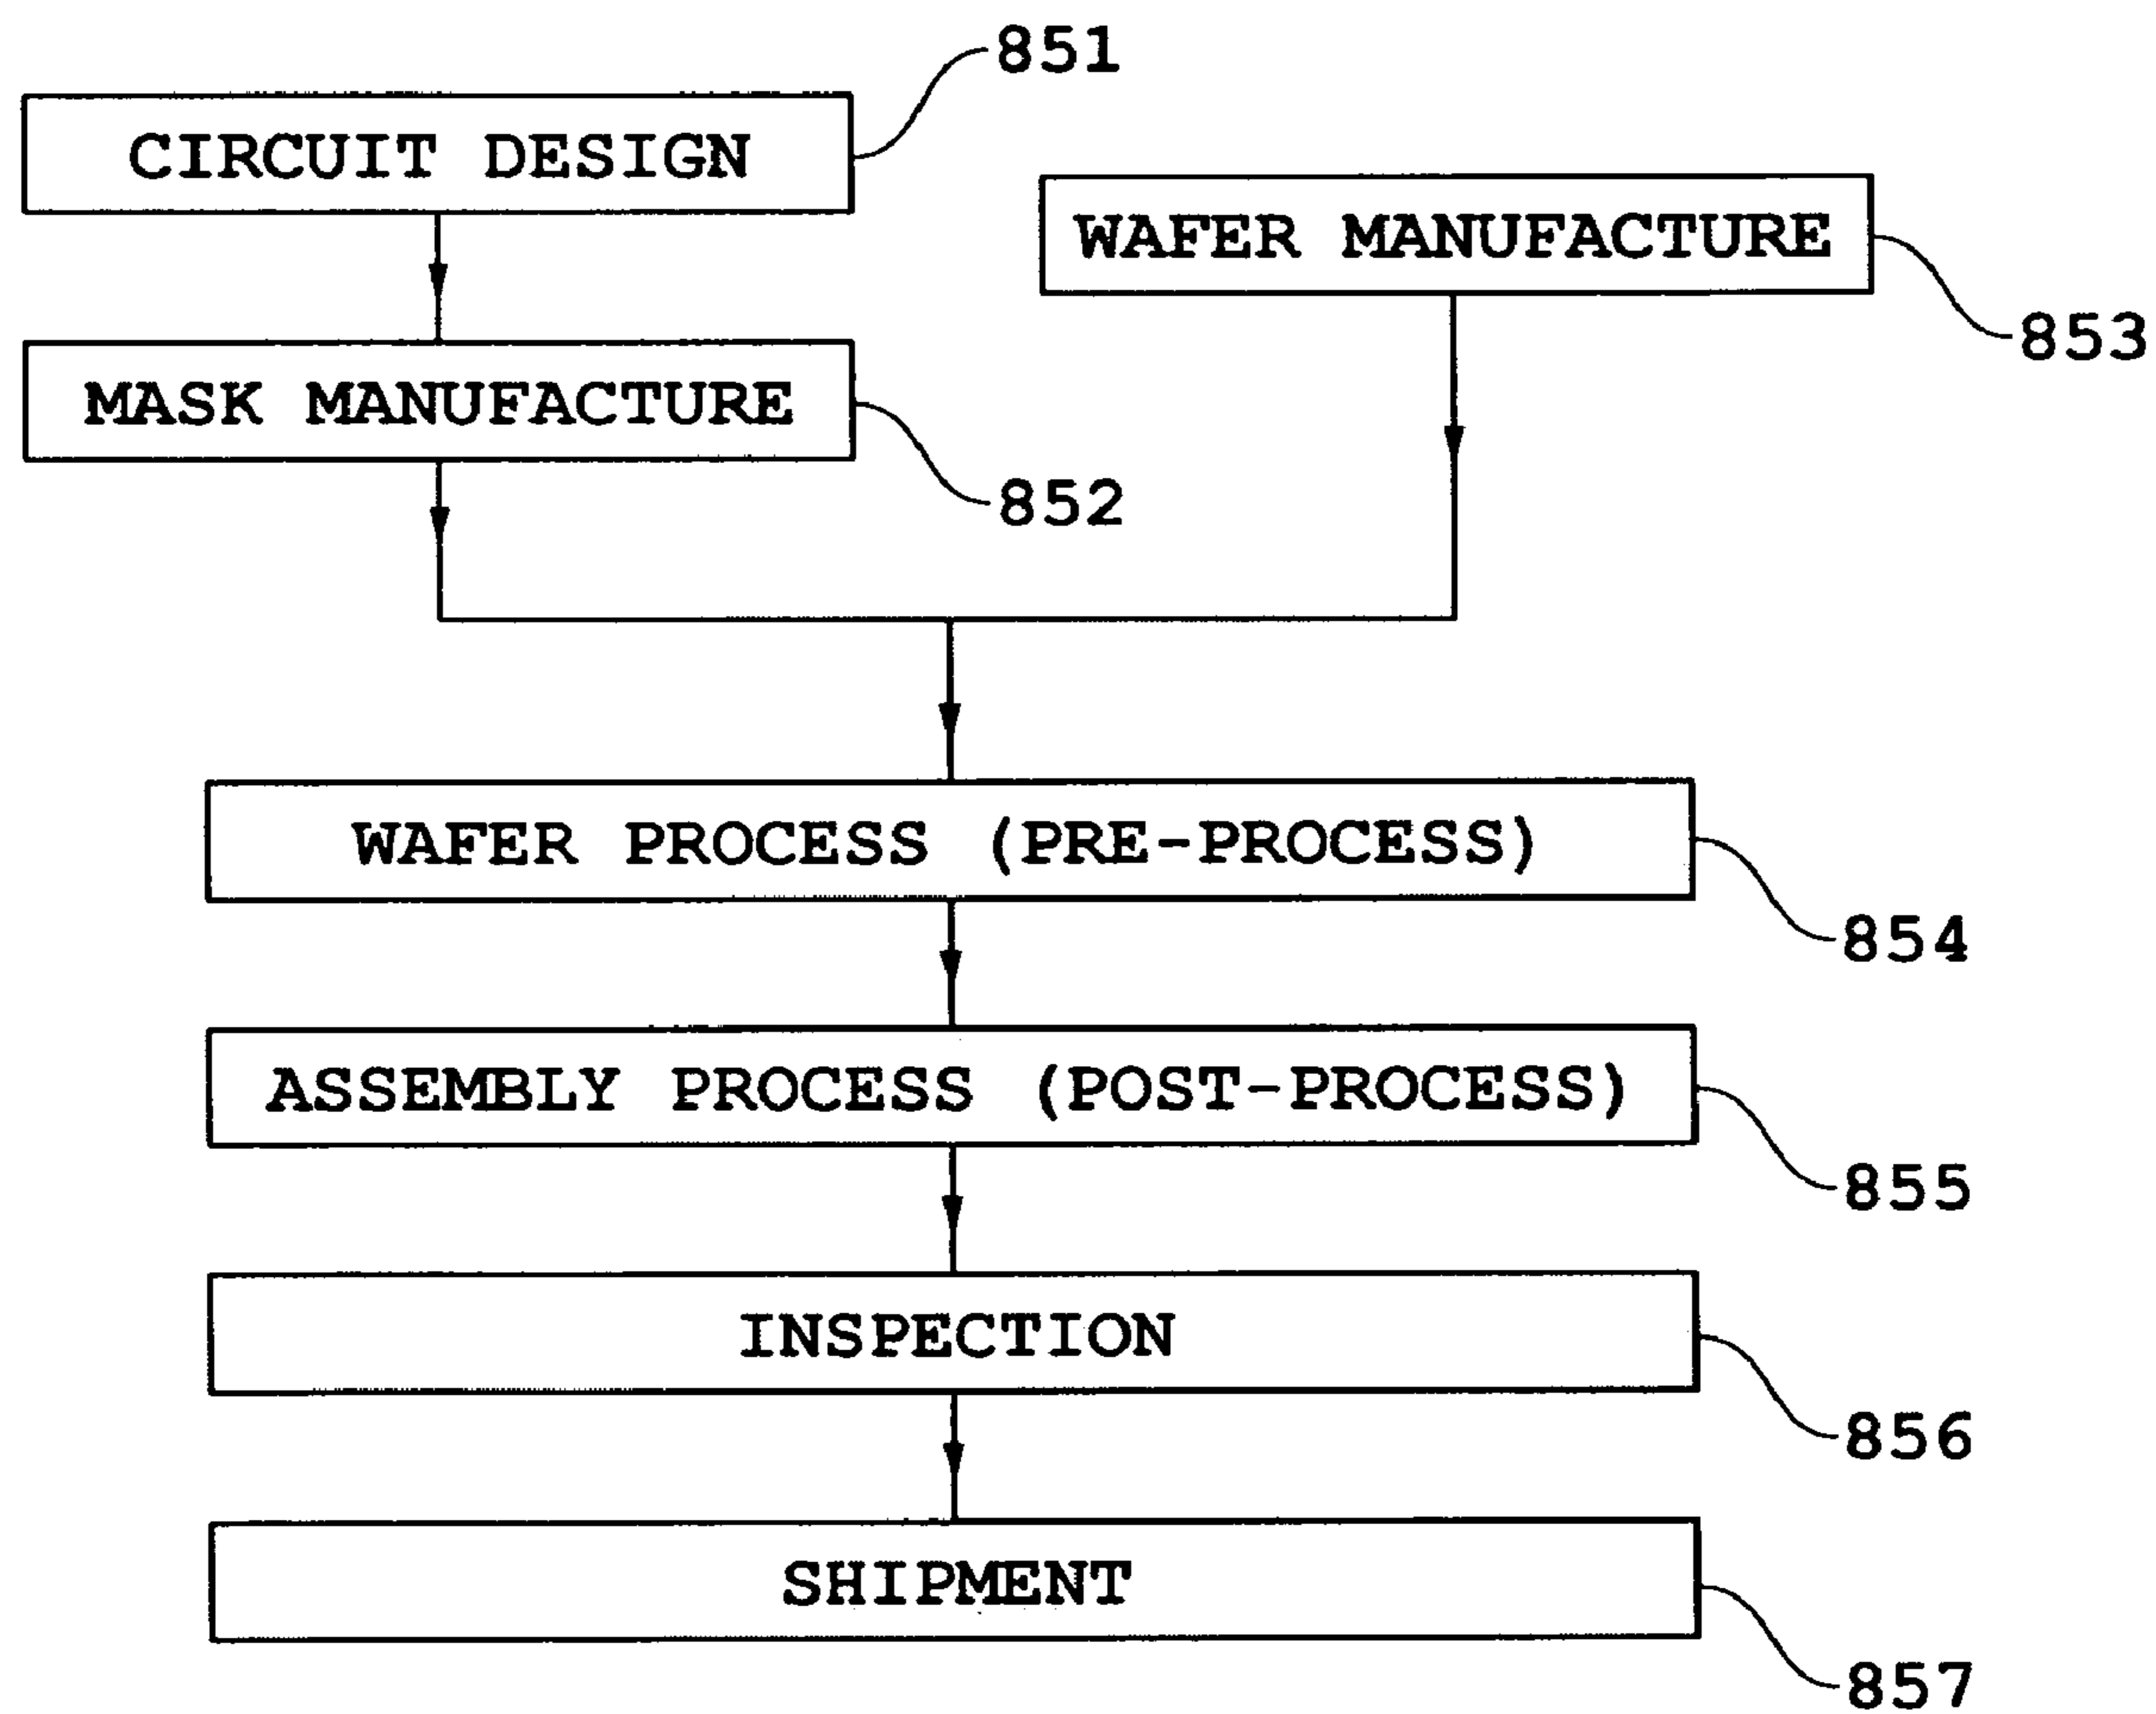 851
CIRCUIT DESIGN
WAFER MANUFACTURE
853
MASK MANUFACTURE
852
WAFER PROCESS (PRE-PROCESS)
854
ASSEMBLY PROCESS (POST-PROCESS)
855
INSPECTION
856
SHIPMENT
857